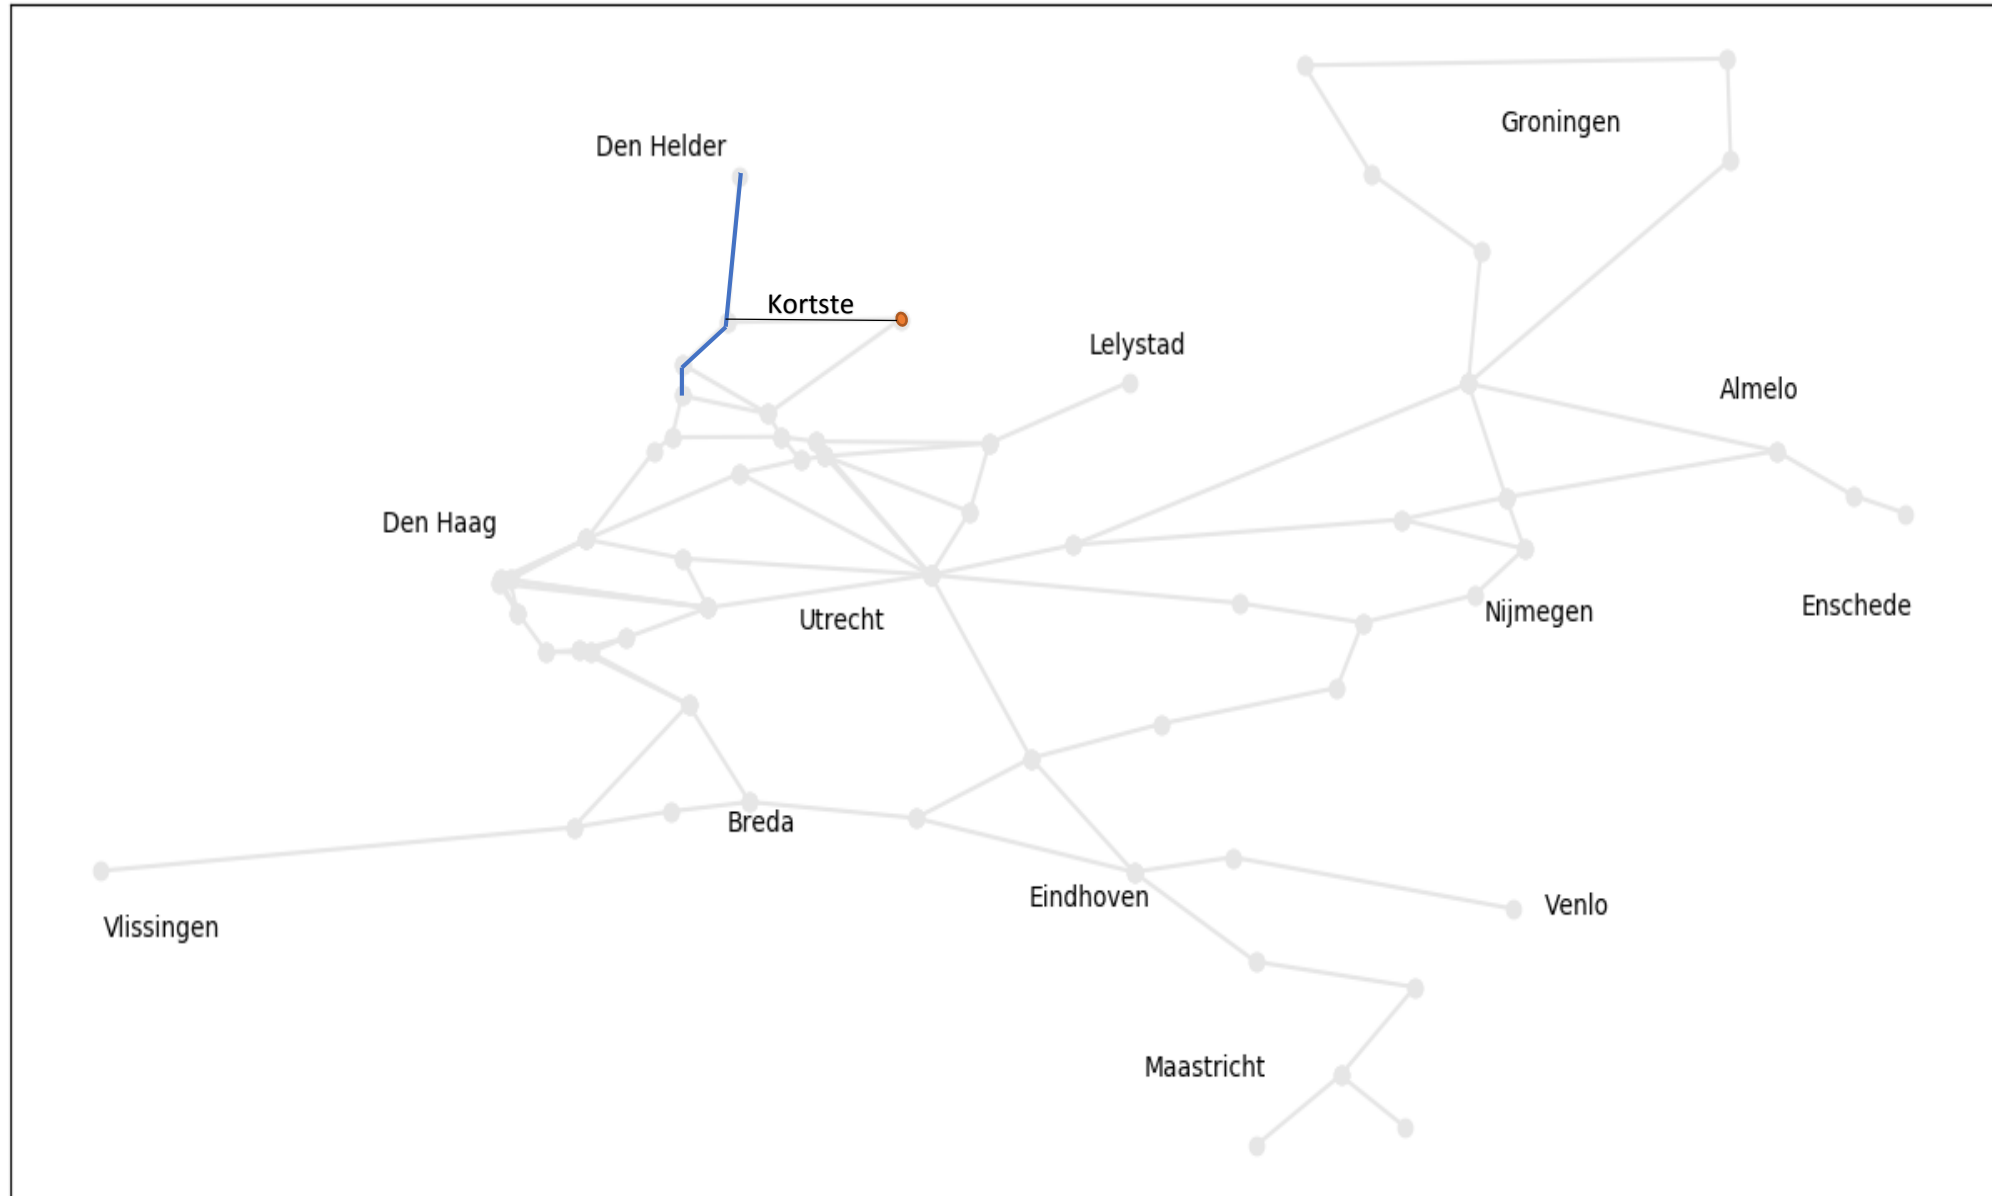 Groningen
Den Helder
Kortste
Lelystad
Almelo
Den Haag
Utrecht
Nijmegen
Enschede
Breda
Eindhoven
Venlo
Vlissingen
Maastricht